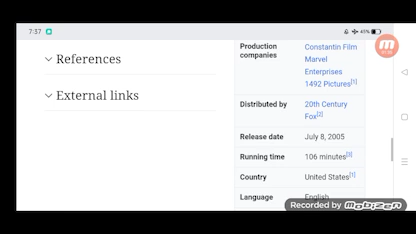 7:37
45%
References
External links
Production companies
Constantin Film
Marvel
Enterprises
1492 Pictures[1]
Distributed by
20th Century
Fox[2]
Release date
July 8, 2005
Running time
106 minutes[3]
Country
United States[1]
Language
English
Recorded by mobizen